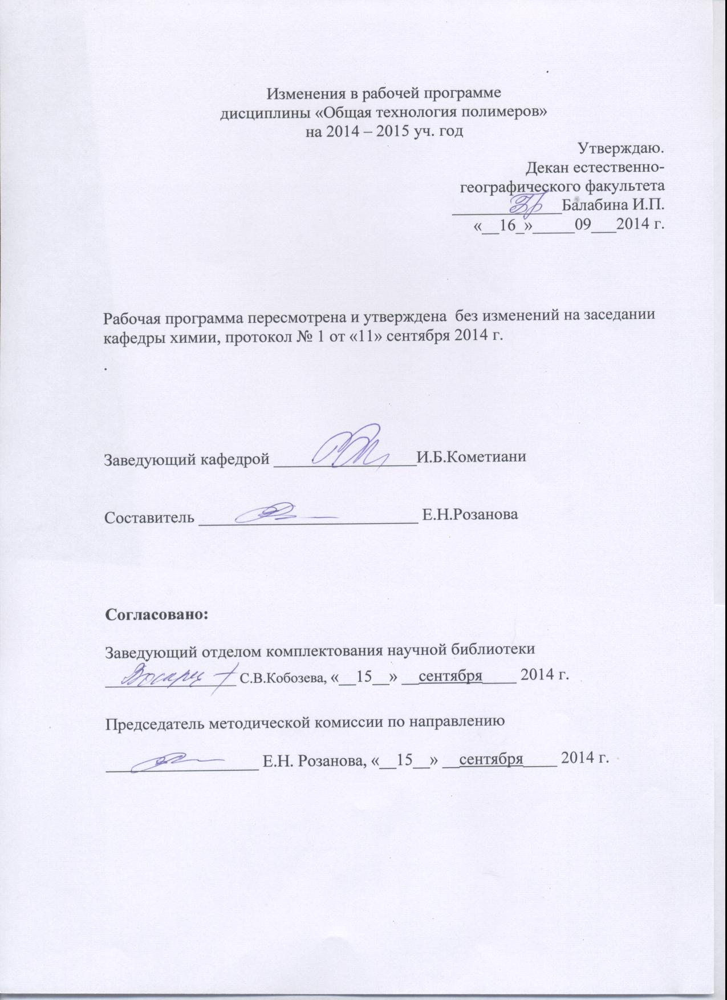 Изменения в рабочей программе
дисциплины «Общая технология полимеров»
на 2014 – 2015 уч. год
Утверждаю.
Декан естественно-
географического факультета
_____________Балабина И.П.
«__16_»_____09___2014 г.
Рабочая программа пересмотрена и утверждена  без изменений на заседании
кафедры химии, протокол № 1 от «11» сентября 2014 г.
.
Заведующий кафедрой _________________И.Б.Кометиани
Составитель __________________________ Е.Н.Розанова
Согласовано:
Заведующий отделом комплектования научной библиотеки
________________ С.В.Кобозева, «__15__» __сентября____ 2014 г.
Председатель методической комиссии по направлению
__________________ Е.Н. Розанова, «__15__» __сентября____ 2014 г.